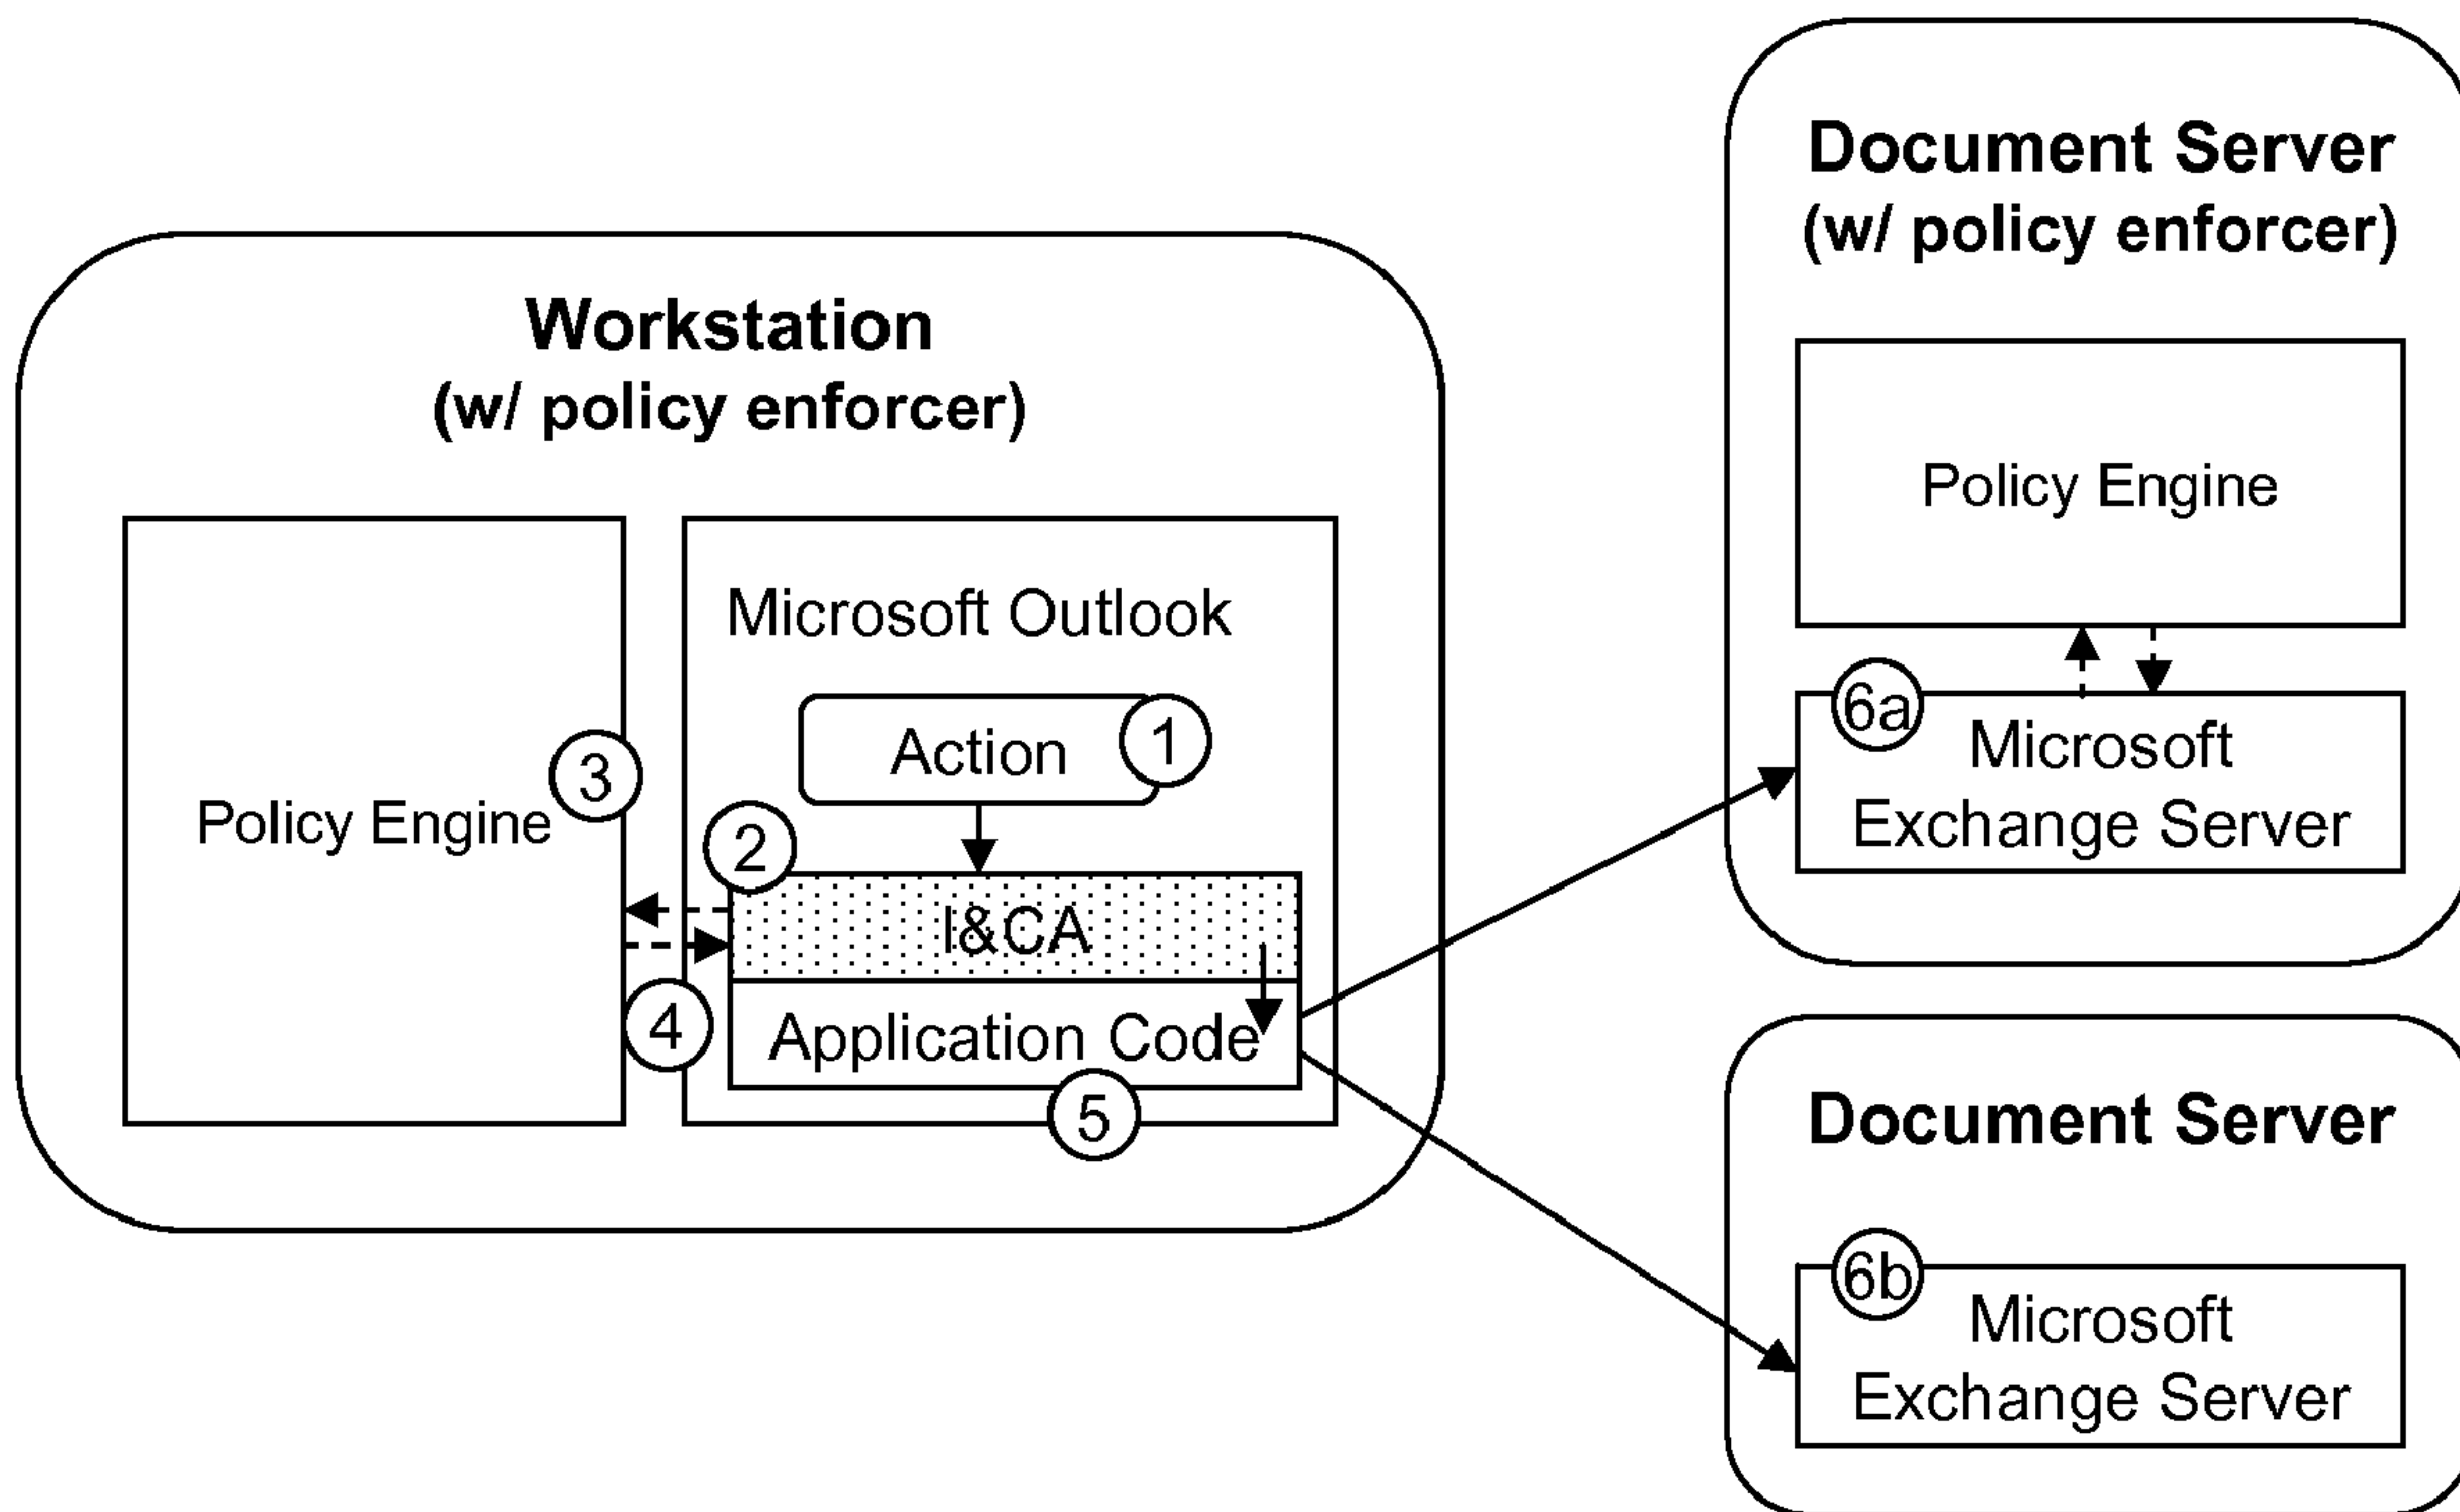 Workstation
(w/ policy enforcer)
Policy Engine
3
Microsoft Outlook
Action
1
2
I&CA
4
Application Code
5
Document Server
(w/ policy enforcer)
Policy Engine
6a
Microsoft
Exchange Server
Document Server
6b
Microsoft
Exchange Server